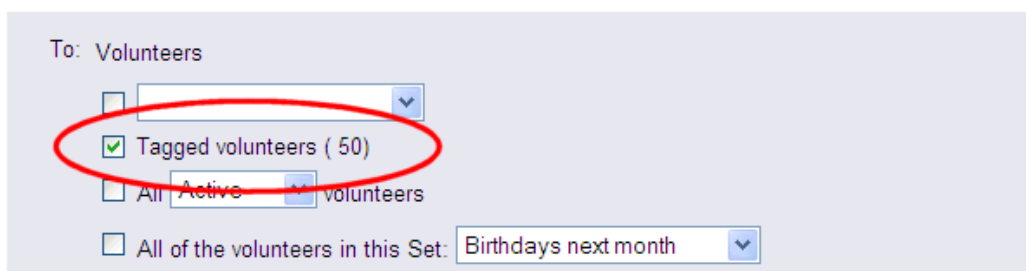 To: Volunteers
Tagged volunteers ( 50)
All Active volunteers
All of the volunteers in this Set: Birthdays next month